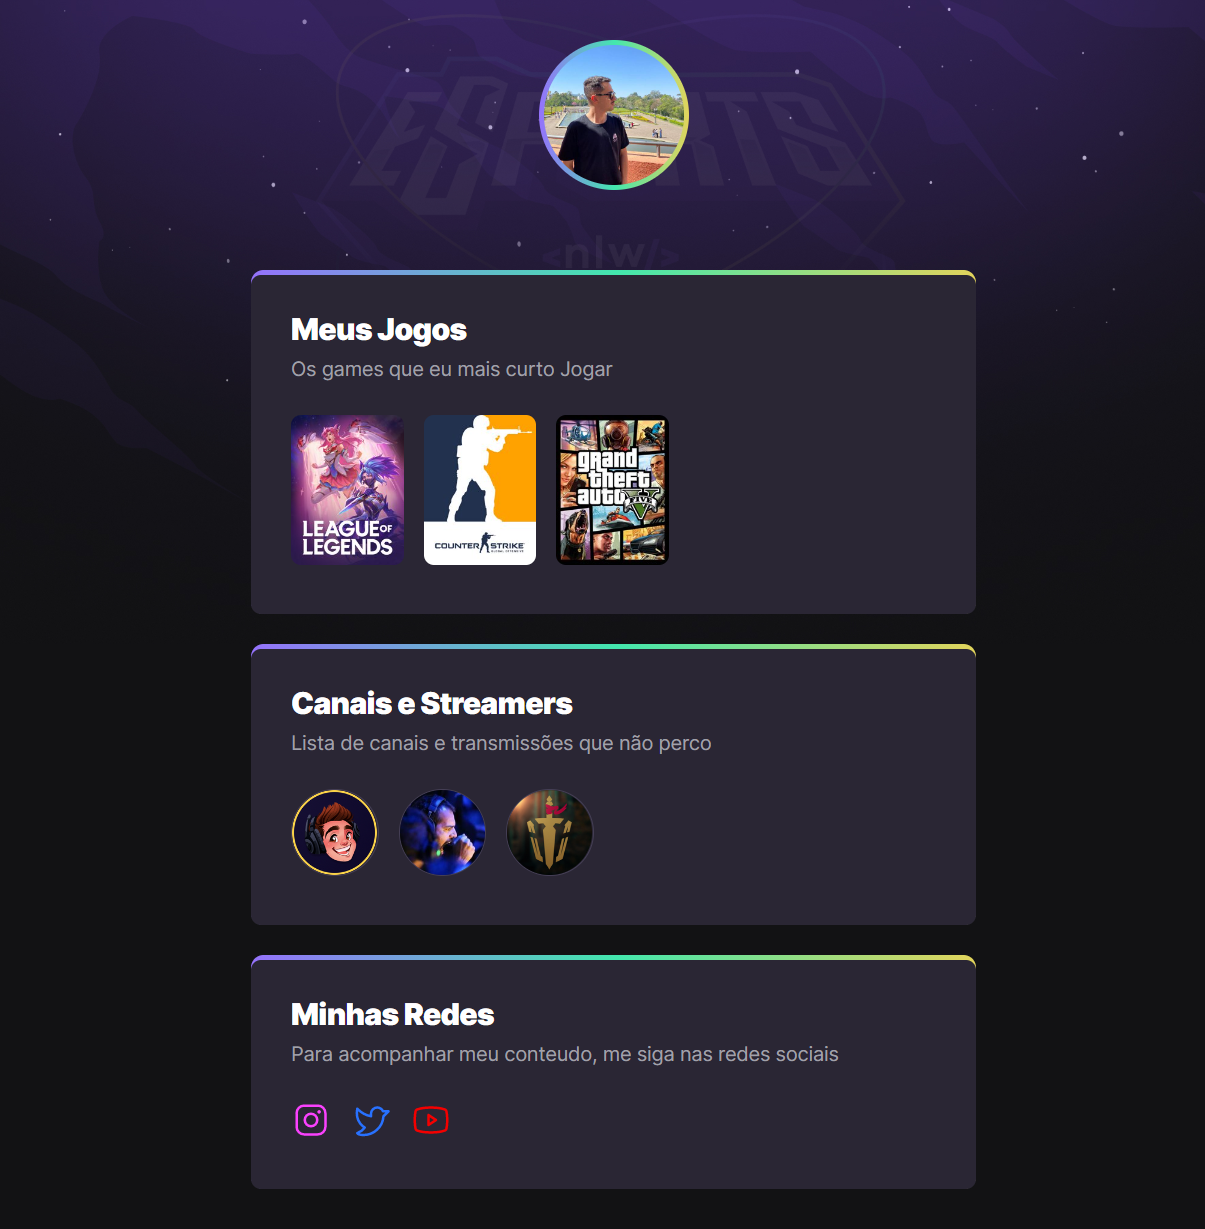 ESPORTS
<nlw/>
Meus Jogos
Os games que eu mais curto Jogar
LEAGUE OF
LEGENDS
COUNTER STRIKE
GLOBAL OFFENSIVE
grand
theft
auto
FIVE
Canais e Streamers
Lista de canais e transmissões que não perco
Minhas Redes
Para acompanhar meu conteudo, me siga nas redes sociais